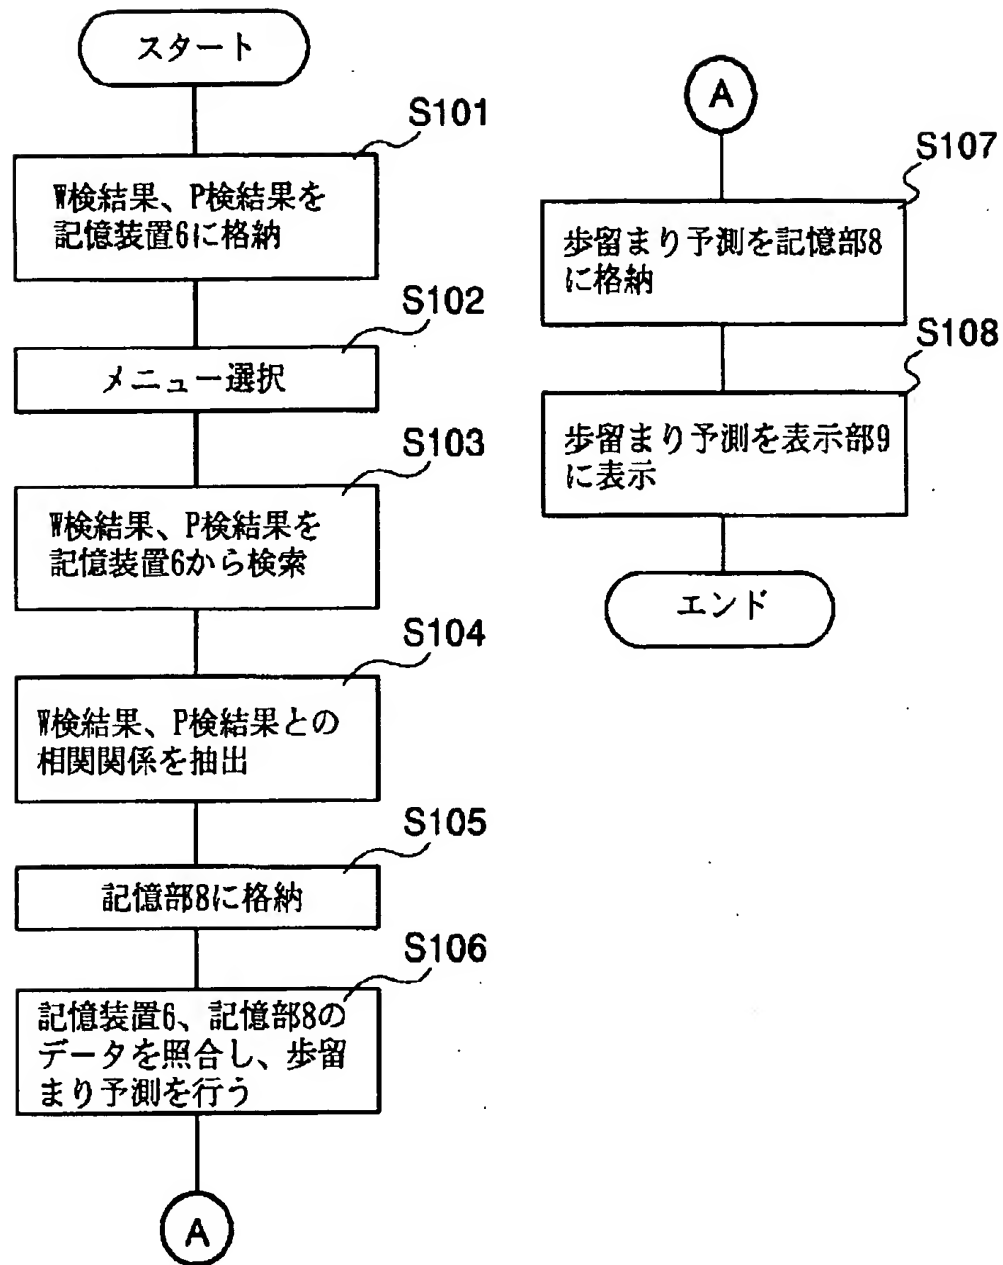 スタート
S101
W検結果、P検結果を
記憶装置6に格納
S102
メニュー選択
S103
W検結果、P検結果を
記憶装置6から検索
S104
W検結果、P検結果との
相関関係を抽出
S105
記憶部8に格納
S106
記憶装置6、記憶部8の
データを照合し、歩留
まり予測を行う
A
A
S107
歩留まり予測を記憶部8
に格納
S108
歩留まり予測を表示部9
に表示
エンド